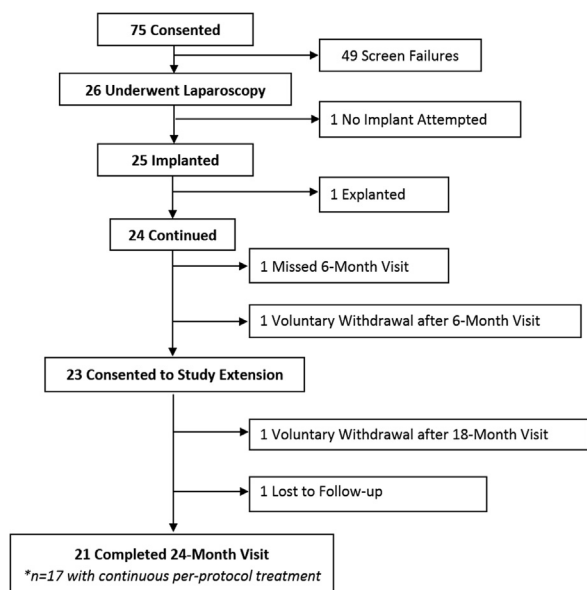 75 Consented
49 Screen Failures
26 Underwent Laparoscopy
1 No Implant Attempted
25 Implanted
1 Explanted
24 Continued
1 Missed 6-Month Visit
1 Voluntary Withdrawal after 6-Month Visit
23 Consented to Study Extension
1 Voluntary Withdrawal after 18-Month Visit
1 Lost to Follow-up
21 Completed 24-Month Visit
*n=17 with continuous per-protocol treatment